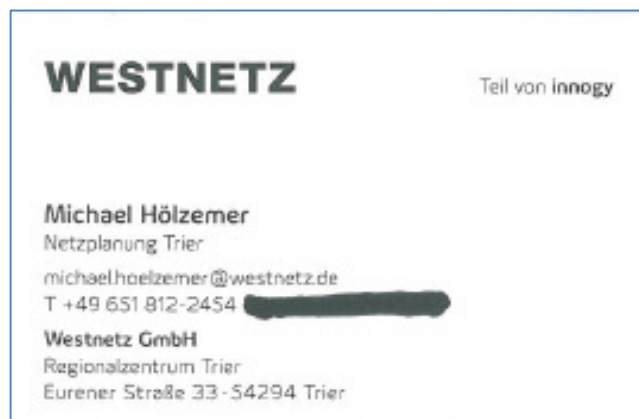 WESTNETZ
Teil von innogy
Michael Hölzemer
Netzplanung Trier
michael.hoelzemer@westnetz.de
T +49 651 812-2454
Westnetz GmbH
Regionalzentrum Trier
Eurener Straße 33-54294 Trier